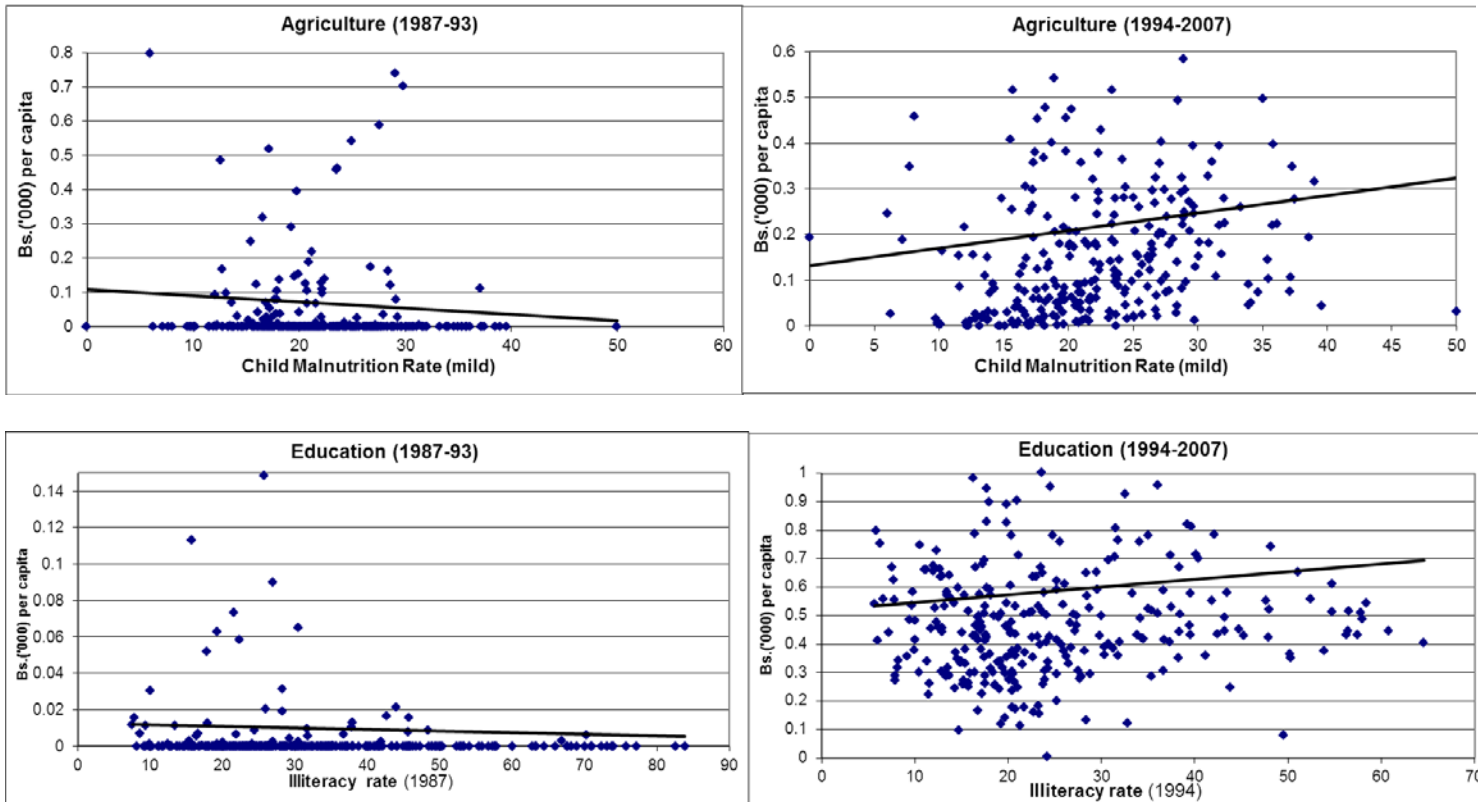 Agriculture (1987-93)
Bs.('000) per capita
0.8
0.7
0.6
0.5
0.4
0.3
0.2
0.1
0
0 10 20 30 40 50 60
Child Malnutrition Rate (mild)
Agriculture (1994-2007)
Bs.('000) per capita
0.6
0.5
0.4
0.3
0.2
0.1
0
0 5 10 15 20 25 30 35 40 45 50
Child Malnutrition Rate (mild)
Education (1987-93)
Bs.('000) per capita
0.14
0.12
0.1
0.08
0.06
0.04
0.02
0
0 10 20 30 40 50 60 70 80 90
Illiteracy rate (1987)
Education (1994-2007)
Bs.('000) per capita
1
0.9
0.8
0.7
0.6
0.5
0.4
0.3
0.2
0.1
0
0 10 20 30 40 50 60 70
Illiteracy rate (1994)